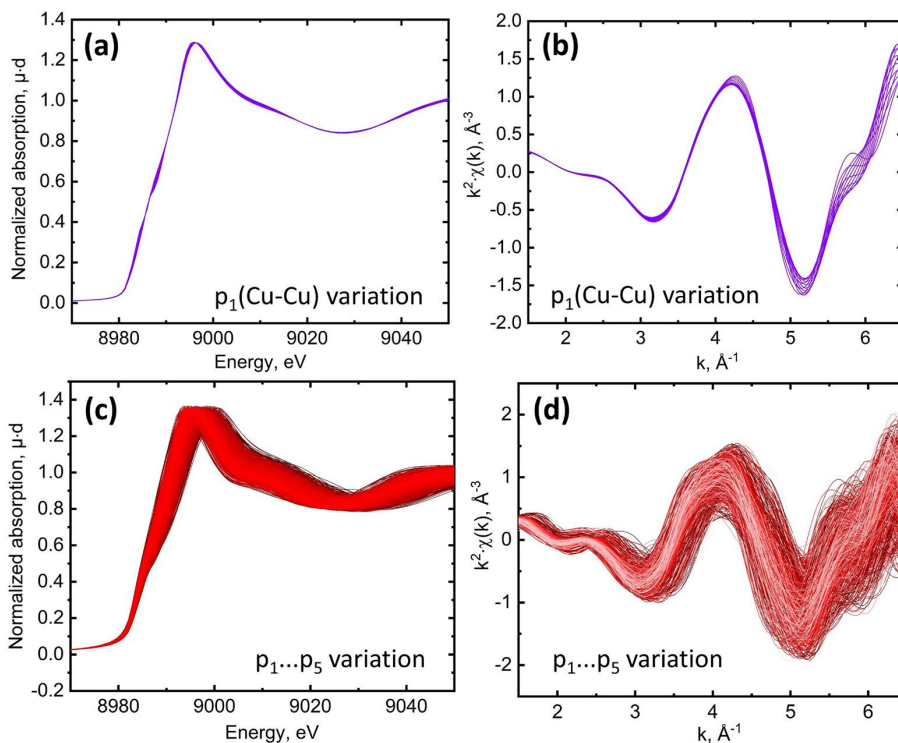 (a)
Normalized absorption, μ·d
1.4
1.2
1.0
0.8
0.6
0.4
0.2
0.0
p₁(Cu-Cu) variation
8980 9000 9020 9040
Energy, eV
(b)
k²·χ(k), Å⁻³
2.0
1.5
1.0
0.5
0.0
-0.5
-1.0
-1.5
-2.0
p₁(Cu-Cu) variation
2 3 4 5 6
k, Å⁻¹
(c)
Normalized absorption, μ·d
1.4
1.2
1.0
0.8
0.6
0.4
0.2
0.0
-0.2
p₁...p₅ variation
8980 9000 9020 9040
Energy, eV
(d)
k²·χ(k), Å⁻³
2
1
0
-1
-2
p₁...p₅ variation
2 3 4 5 6
k, Å⁻¹